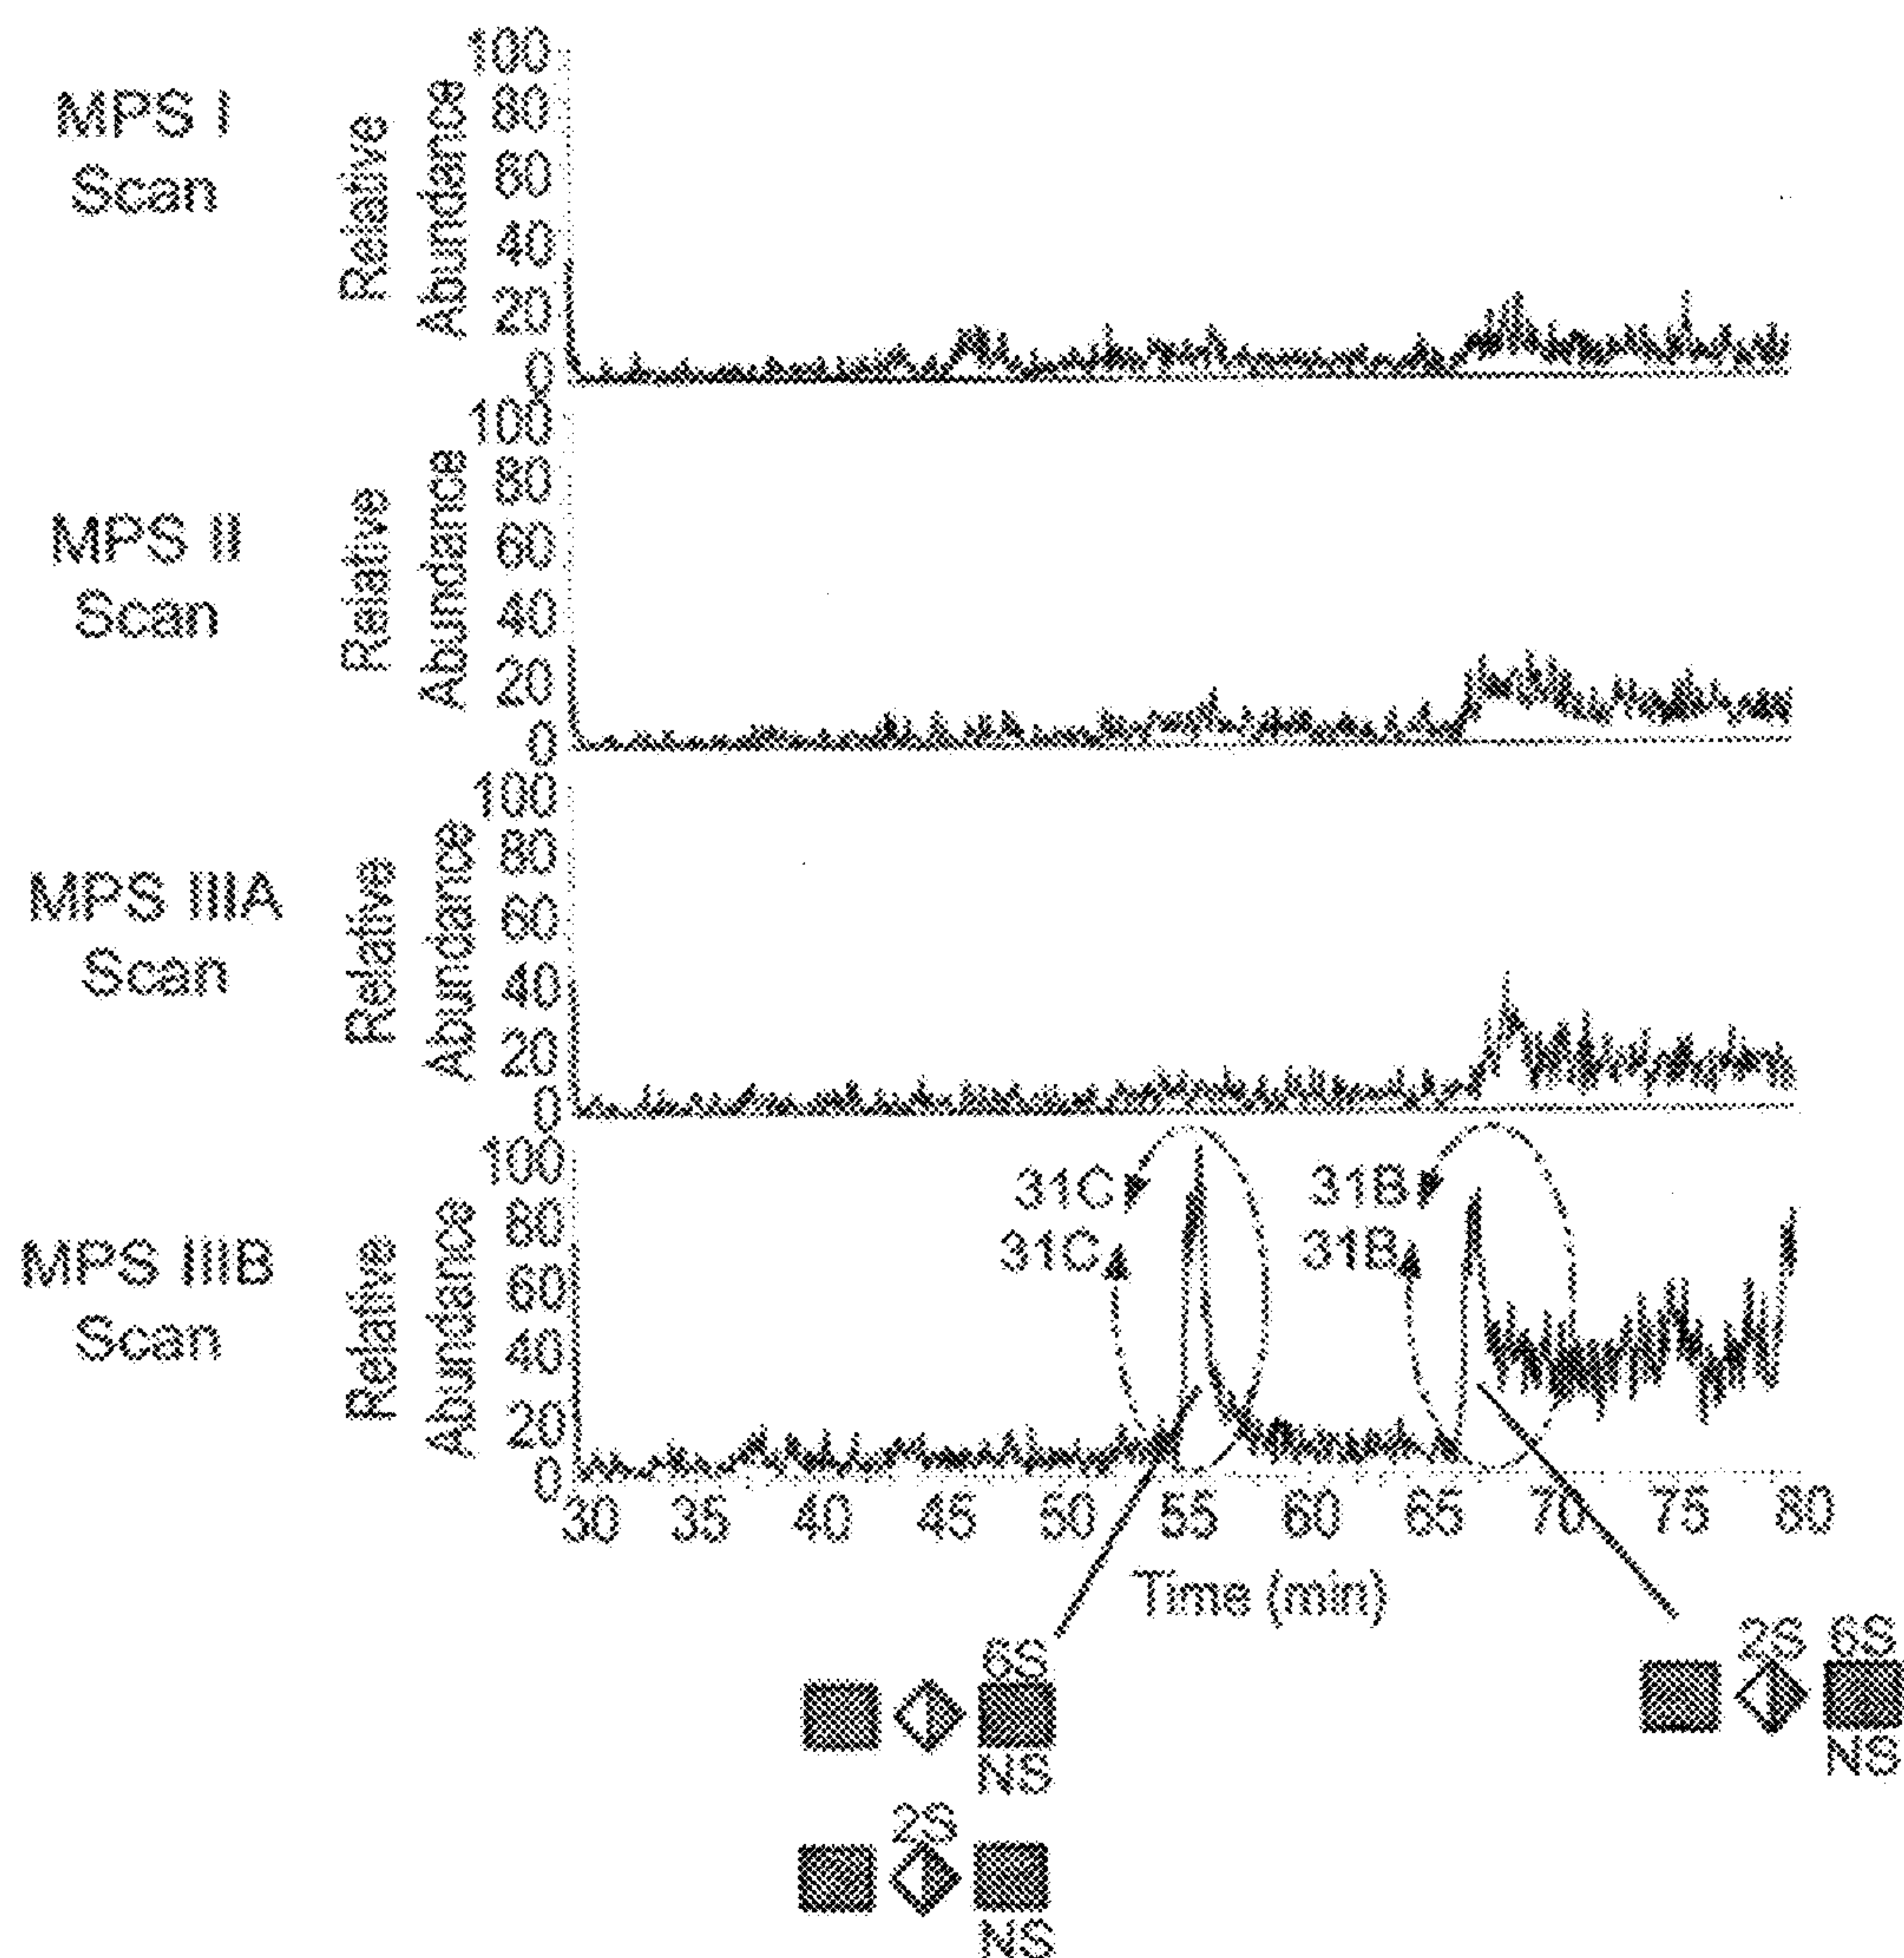 MPS I
Scan
Relative
Abundance
100
80
60
40
20
0
MPS II
Scan
Relative
Abundance
100
80
60
40
20
0
MPS IIIA
Scan
Relative
Abundance
100
80
60
40
20
0
MPS IIIB
Scan
Relative
Abundance
100
80
60
40
20
0
31C
31C
31B
31B
30 35 40 45 50 55 60 65 70 75 80
Time (min)
6S
NS
2S
NS
2S 6S
NS